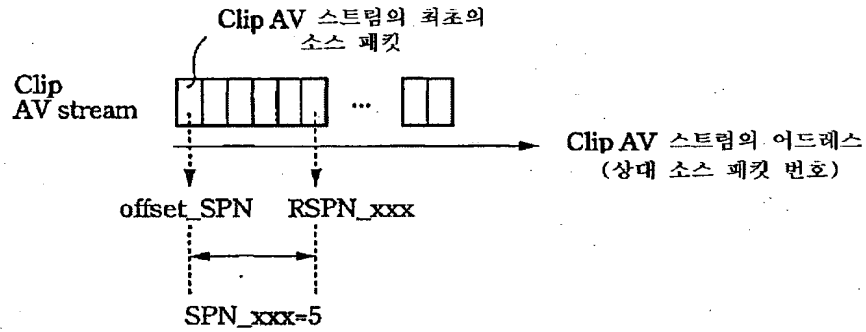 Clip AV 스트림의 최초의
소스 패킷
Clip
AV stream
...
Clip AV 스트림의 어드레스
(상대 소스 패킷 번호)
offset_SPN RSPN_xxx
SPN_xxx=5